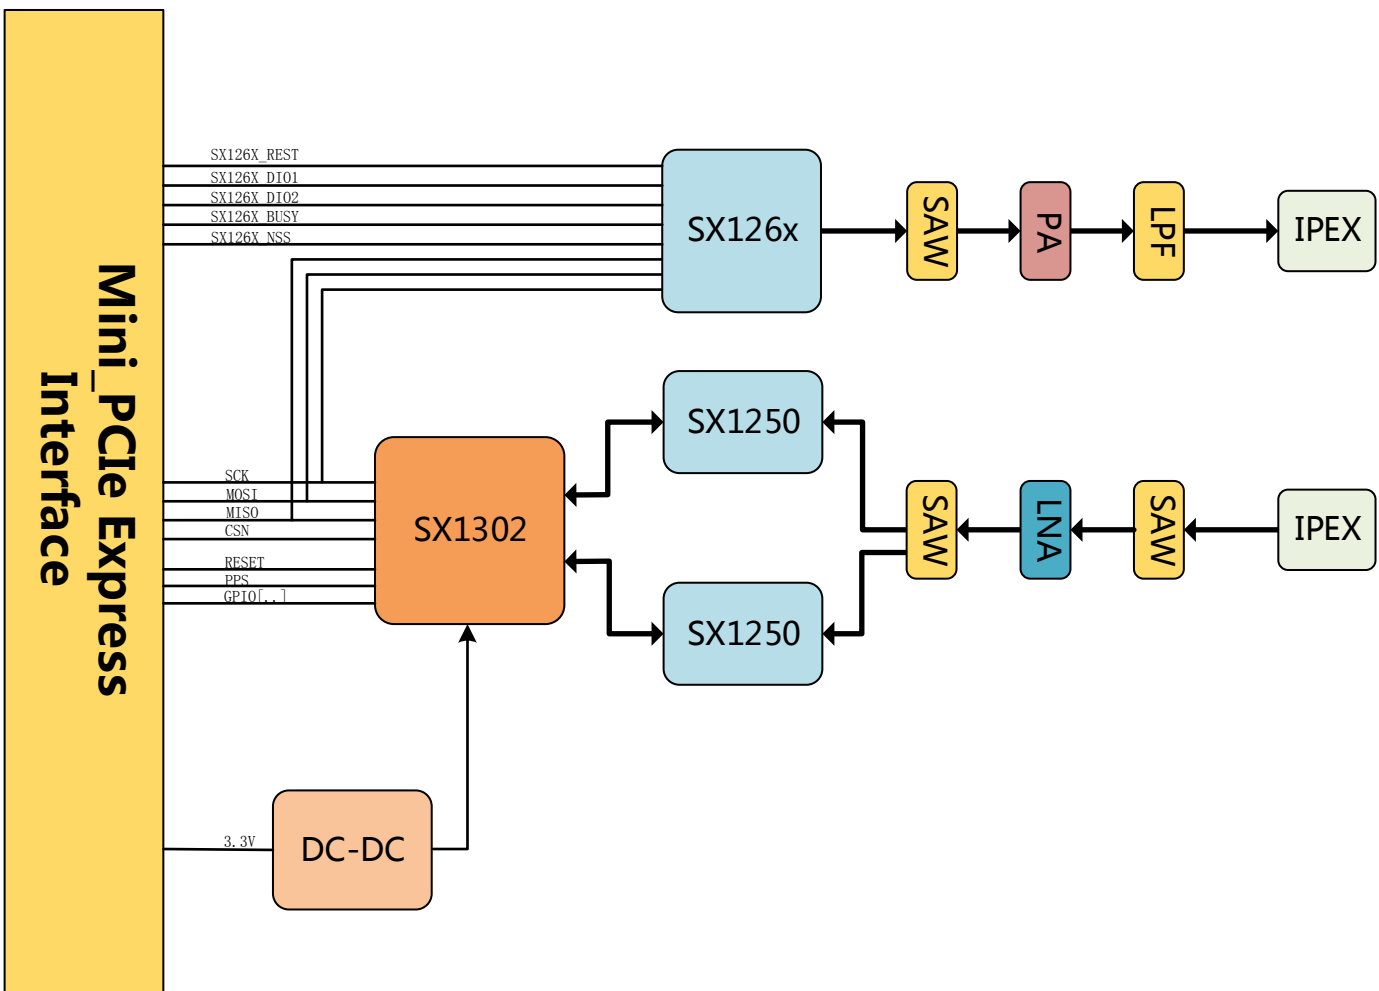 Mini_PCIe Express
Interface
SX126X_REST
SX126X_DIO1
SX126X_DIO2
SX126X_BUSY
SX126X_NSS
SX126x
SAW
PA
LPF
IPEX
SX1250
SCK
MOSI
MISO
CSN
RESET
PPS
GPIO[..]
SX1302
SAW
LNA
SAW
IPEX
SX1250
3.3V
DC-DC